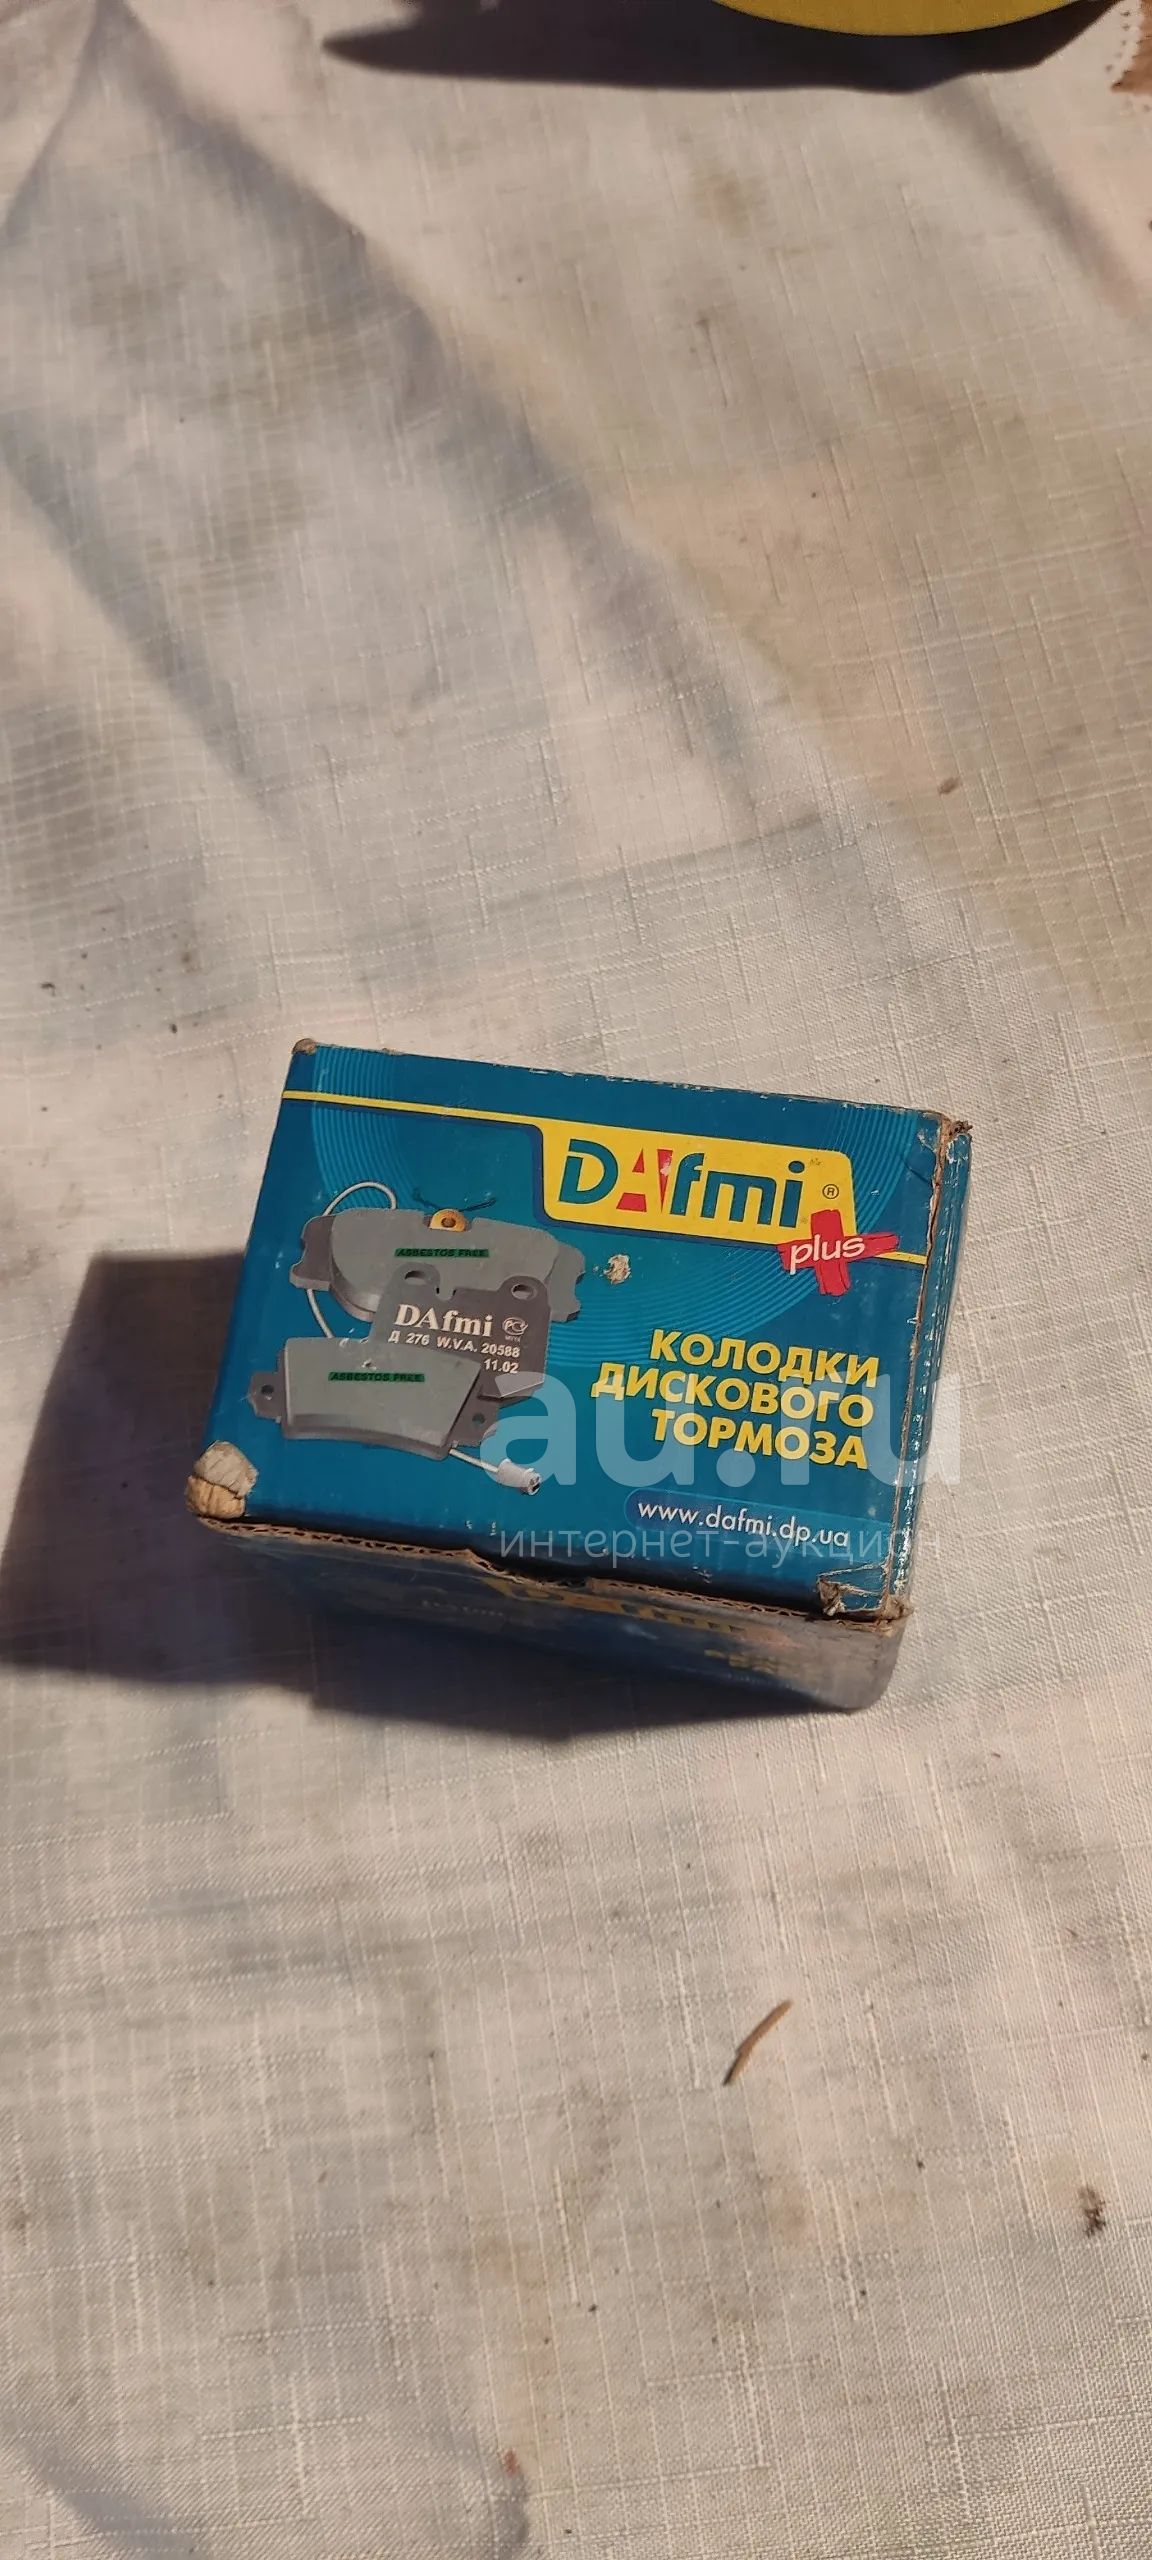 DAfmi ®
plus
ASBESTOS FREE
DAfmi PCT
Д 276 W.V.A. 20588
11.02
ASBESTOS FREE
КОЛОДКИ
ДИСКОВОГО
ТОРМОЗА
www.dafmi.dp.ua
au.ru
интернет-аукцион